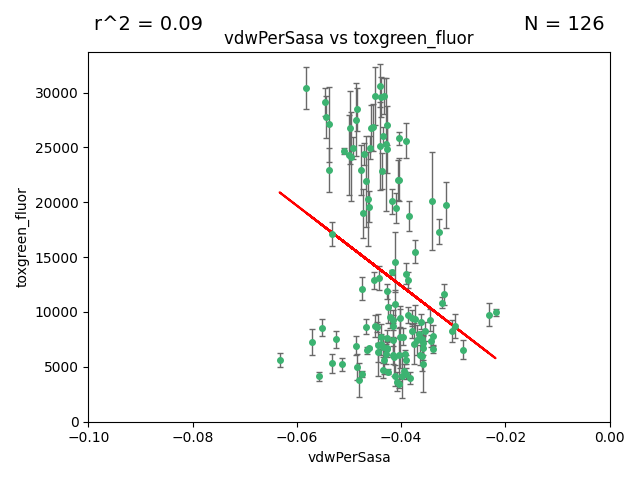 r^2 = 0.09
N = 126
vdwPerSasa vs toxgreen_fluor
30000
25000
20000
15000
10000
5000
0
toxgreen_fluor
−0.10
−0.08
−0.06
−0.04
−0.02
0.00
vdwPerSasa